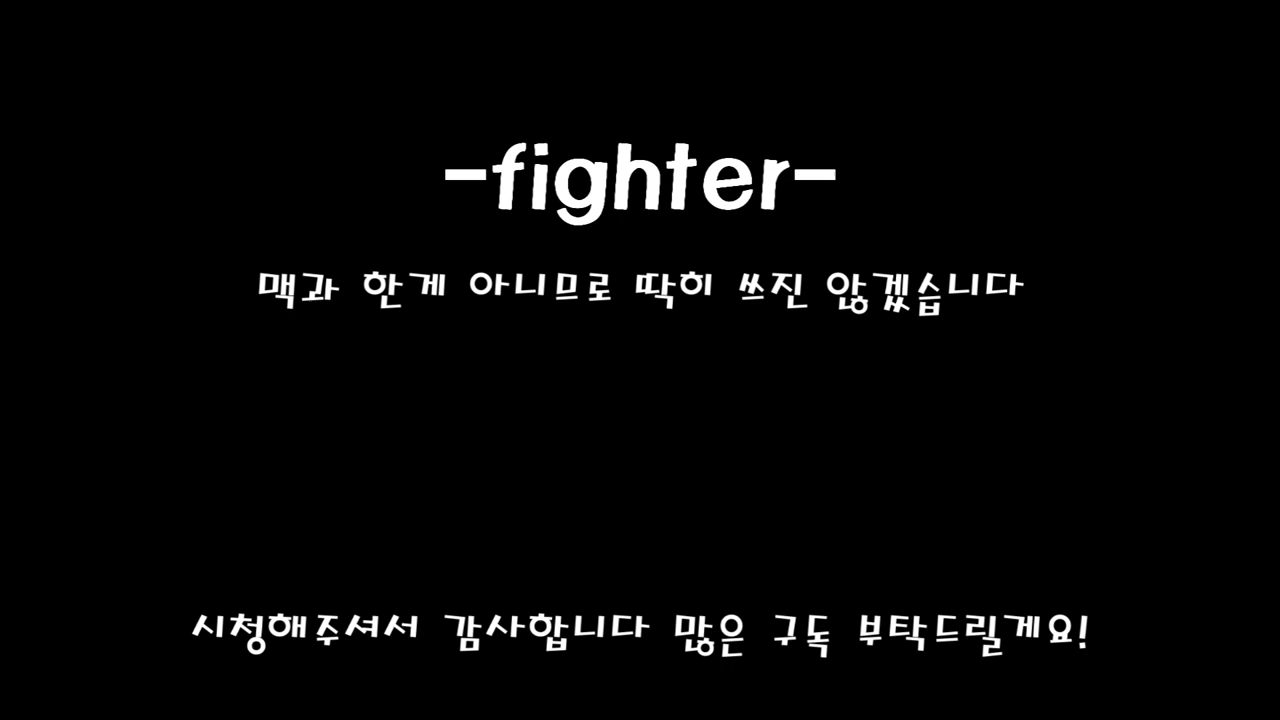 -fighter-
맥과 한게 아니므로 딱히 쓰진 않겠습니다
시청해주셔서 감사합니다 많은 구독 부탁드릴게요!